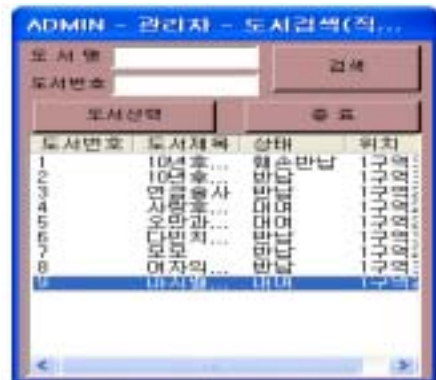 ADMIN - 관리자 - 도서검색(직...
도 서 명
검 색
도서번호
도서선택 종 료
도서번호 도서제목 상태 위치
1 10년후... 훼손반납 1구역
2 10년후... 반납 1구역
3 연금술사 반납 1구역
4 사랑후... 대여 1구역
5 오만과... 대여 1구역
6 다빈치... 반납 1구역
7 모모 반납 1구역
8 여자의... 반납 1구역
9 마지막... 대여 1구역